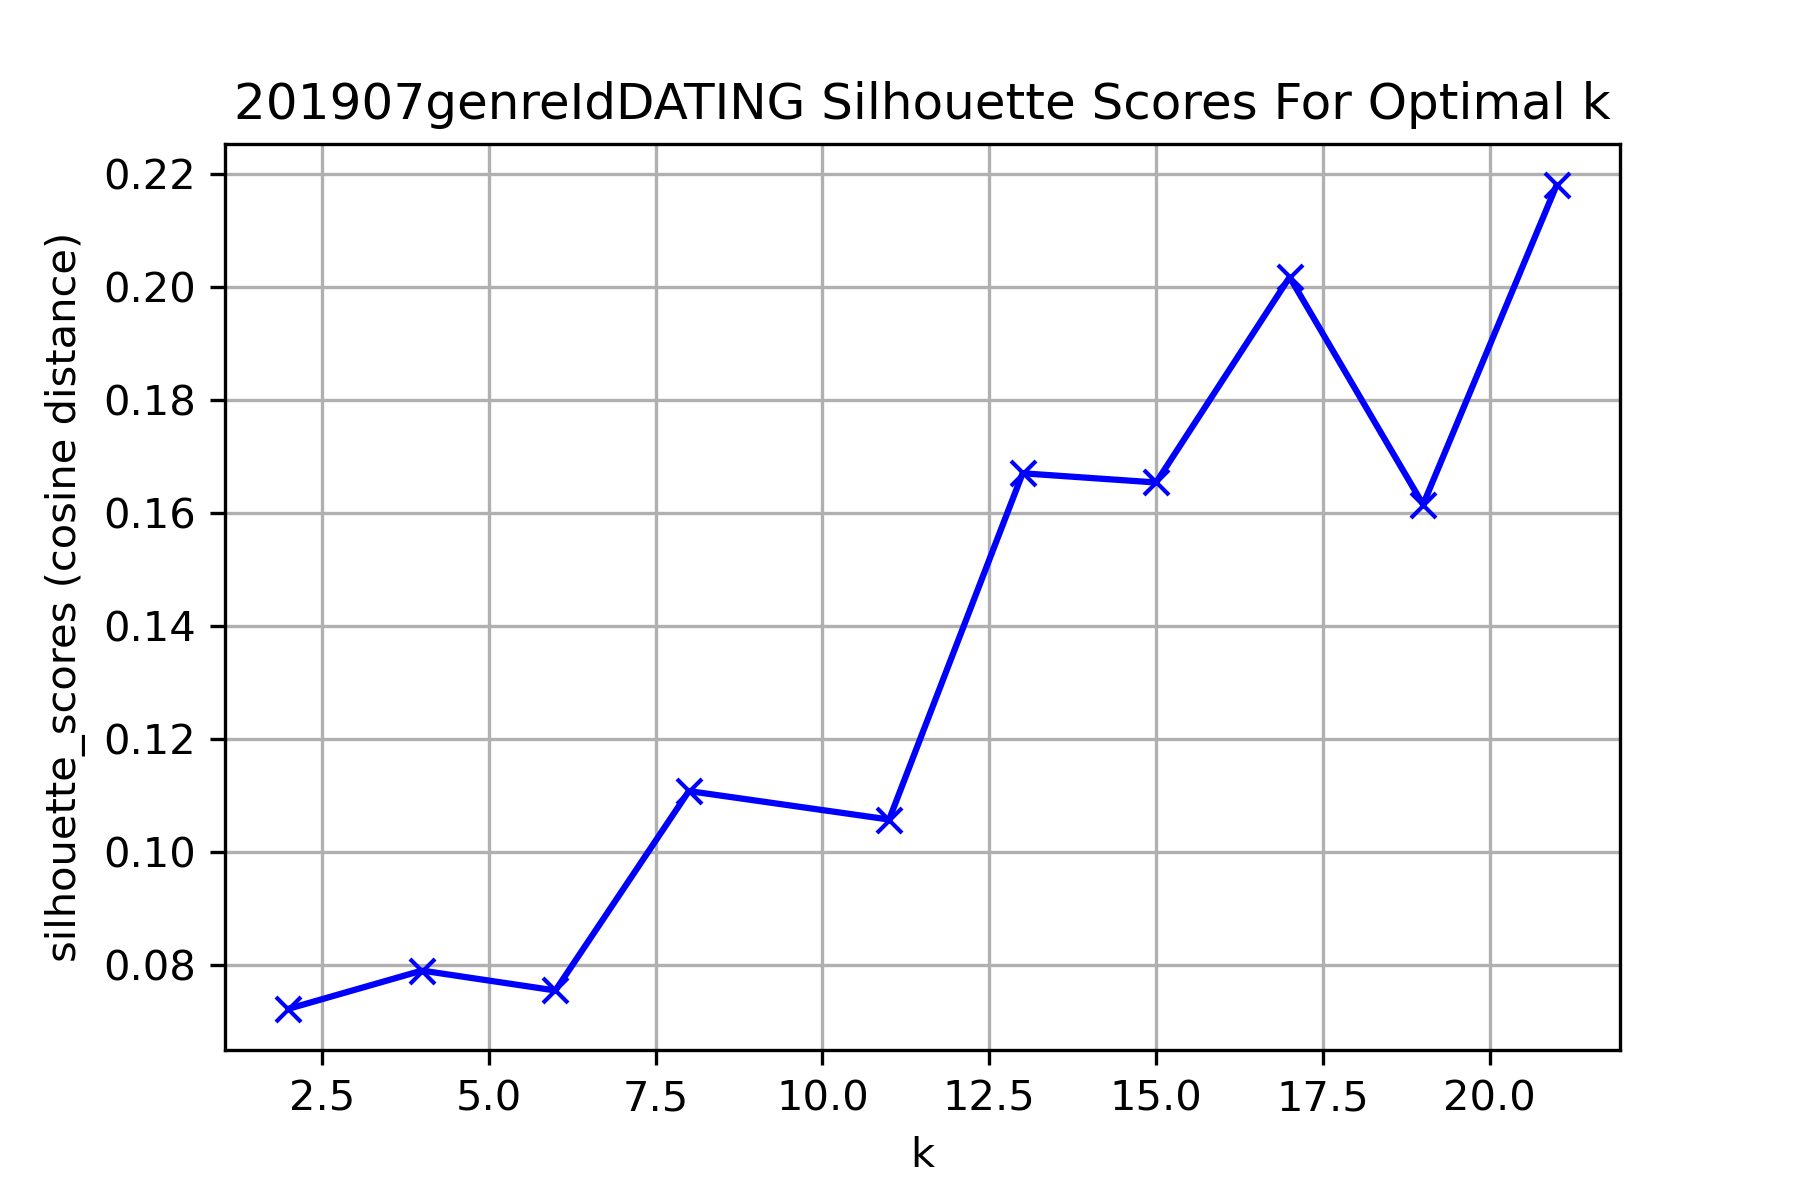 201907genreIdDATING Silhouette Scores For Optimal k
silhouette_scores (cosine distance)
0.22
0.20
0.18
0.16
0.14
0.12
0.10
0.08
2.5 5.0 7.5 10.0 12.5 15.0 17.5 20.0
k